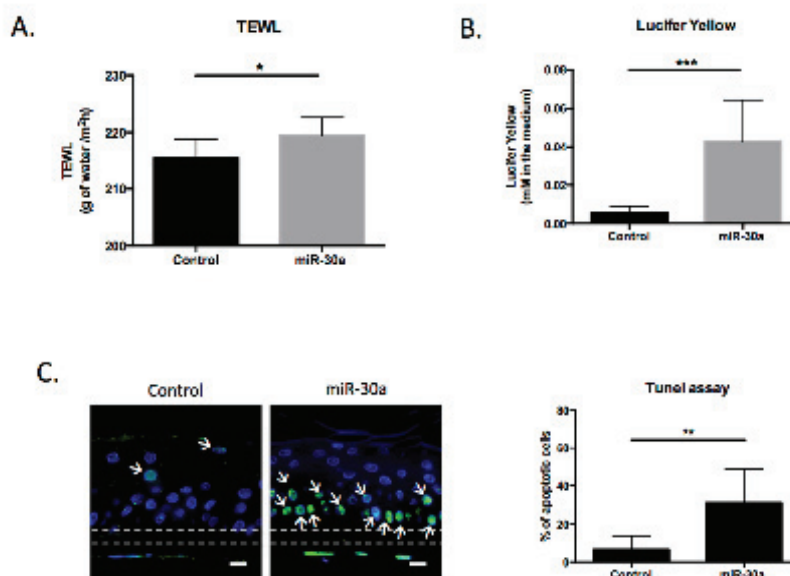 A.
TEWL
*
230
220
210
200
TEWL
(g of water /m²h)
Control
miR-30a
B.
Lucifer Yellow
***
0.08
0.06
0.04
0.02
0.00
Lucifer Yellow
(mM in the medium)
Control
miR-30a
C.
Control
miR-30a
Tunel assay
**
80
60
40
20
0
% of apoptotic cells
Control
miR-30a